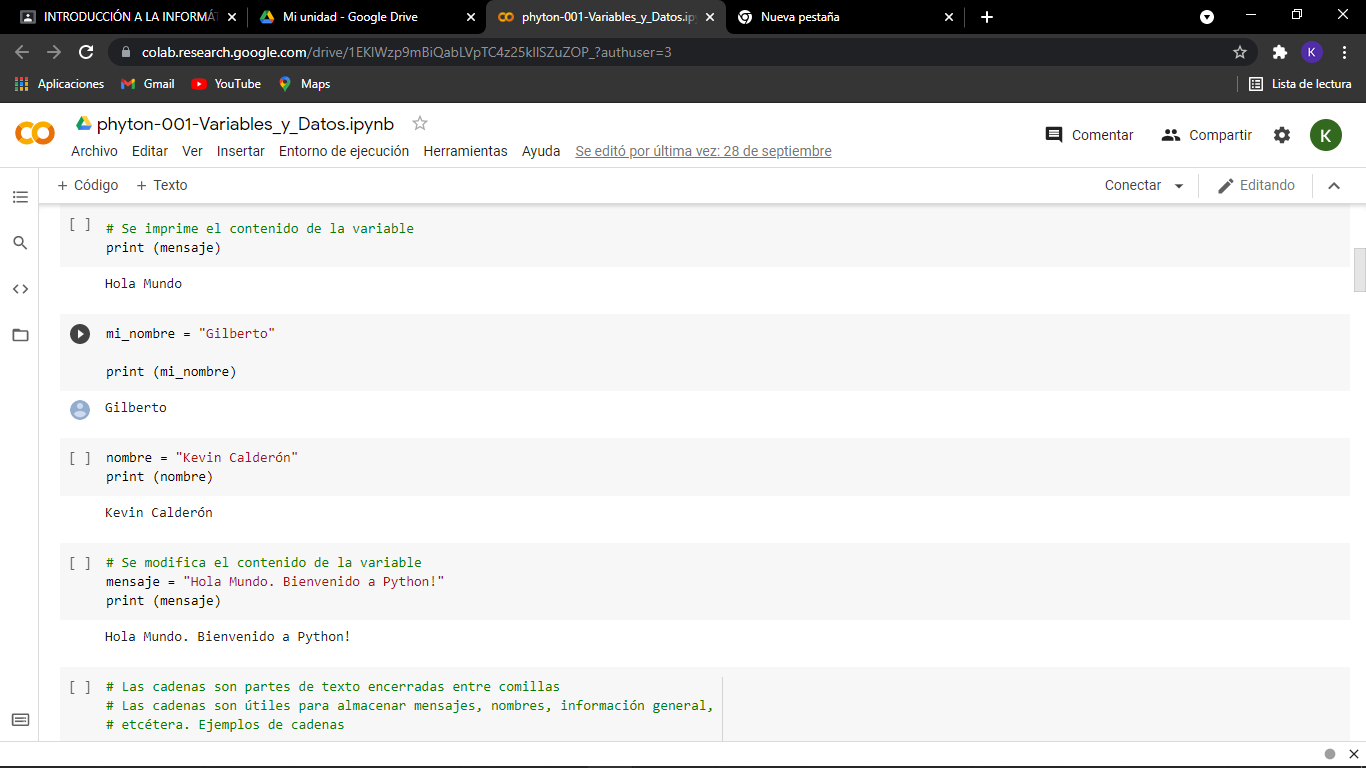 INTRODUCCIÓN A LA INFORMÁT
Mi unidad - Google Drive
phyton-001-Variables_y_Datos.ip
Nueva pestaña
colab.research.google.com/drive/1EKlWzp9mBiQabLVpTC4z25kIlSZuZOP_?authuser=3
K
Aplicaciones
Gmail
YouTube
Maps
Lista de lectura
phyton-001-Variables_y_Datos.ipynb
Comentar
Compartir
K
Archivo Editar Ver Insertar Entorno de ejecución Herramientas Ayuda Se editó por última vez: 28 de septiembre
+ Código + Texto
Conectar
Editando
[ ] # Se imprime el contenido de la variable
print (mensaje)
Hola Mundo
mi_nombre = "Gilberto"
print (mi_nombre)
Gilberto
[ ] nombre = "Kevin Calderón"
print (nombre)
Kevin Calderón
[ ] # Se modifica el contenido de la variable
mensaje = "Hola Mundo. Bienvenido a Python!"
print (mensaje)
Hola Mundo. Bienvenido a Python!
[ ] # Las cadenas son partes de texto encerradas entre comillas
# Las cadenas son útiles para almacenar mensajes, nombres, información general,
# etcétera. Ejemplos de cadenas